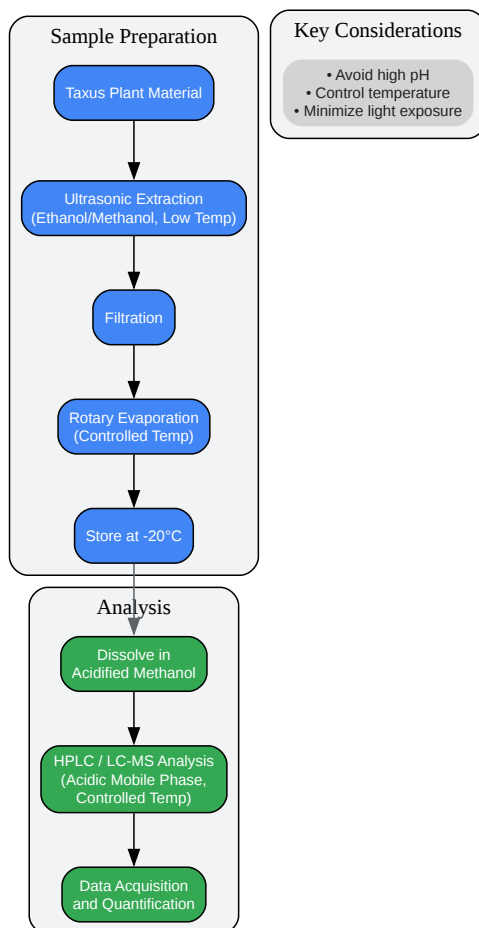 Sample Preparation
Taxus Plant Material
Ultrasonic Extraction
(Ethanol/Methanol, Low Temp)
Filtration
Rotary Evaporation
(Controlled Temp)
Store at -20°C
Key Considerations
• Avoid high pH
• Control temperature
• Minimize light exposure
Analysis
Dissolve in
Acidified Methanol
HPLC / LC-MS Analysis
(Acidic Mobile Phase,
Controlled Temp)
Data Acquisition
and Quantification